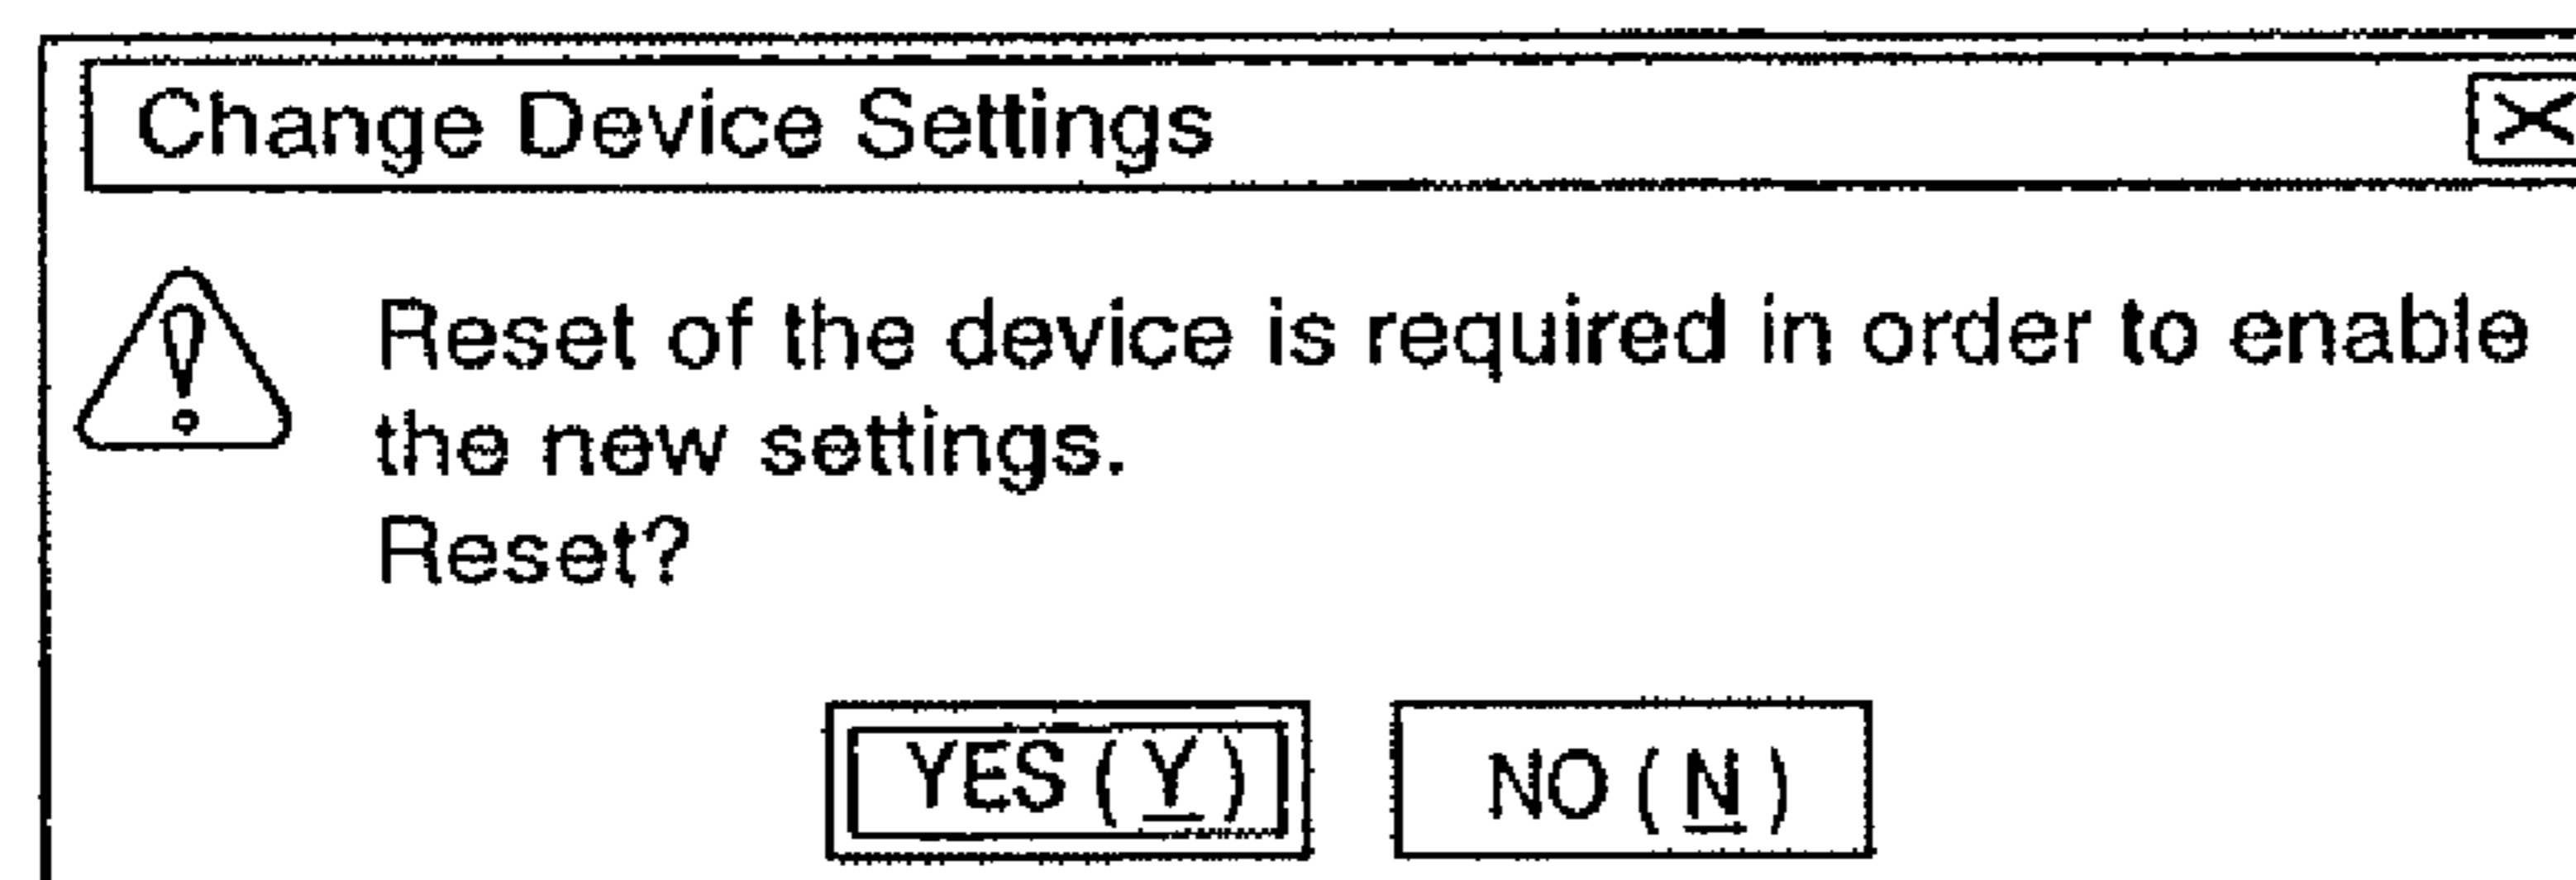 Change Device Settings
Reset of the device is required in order to enable
the new settings.
Reset?
YES (Y) NO (N)